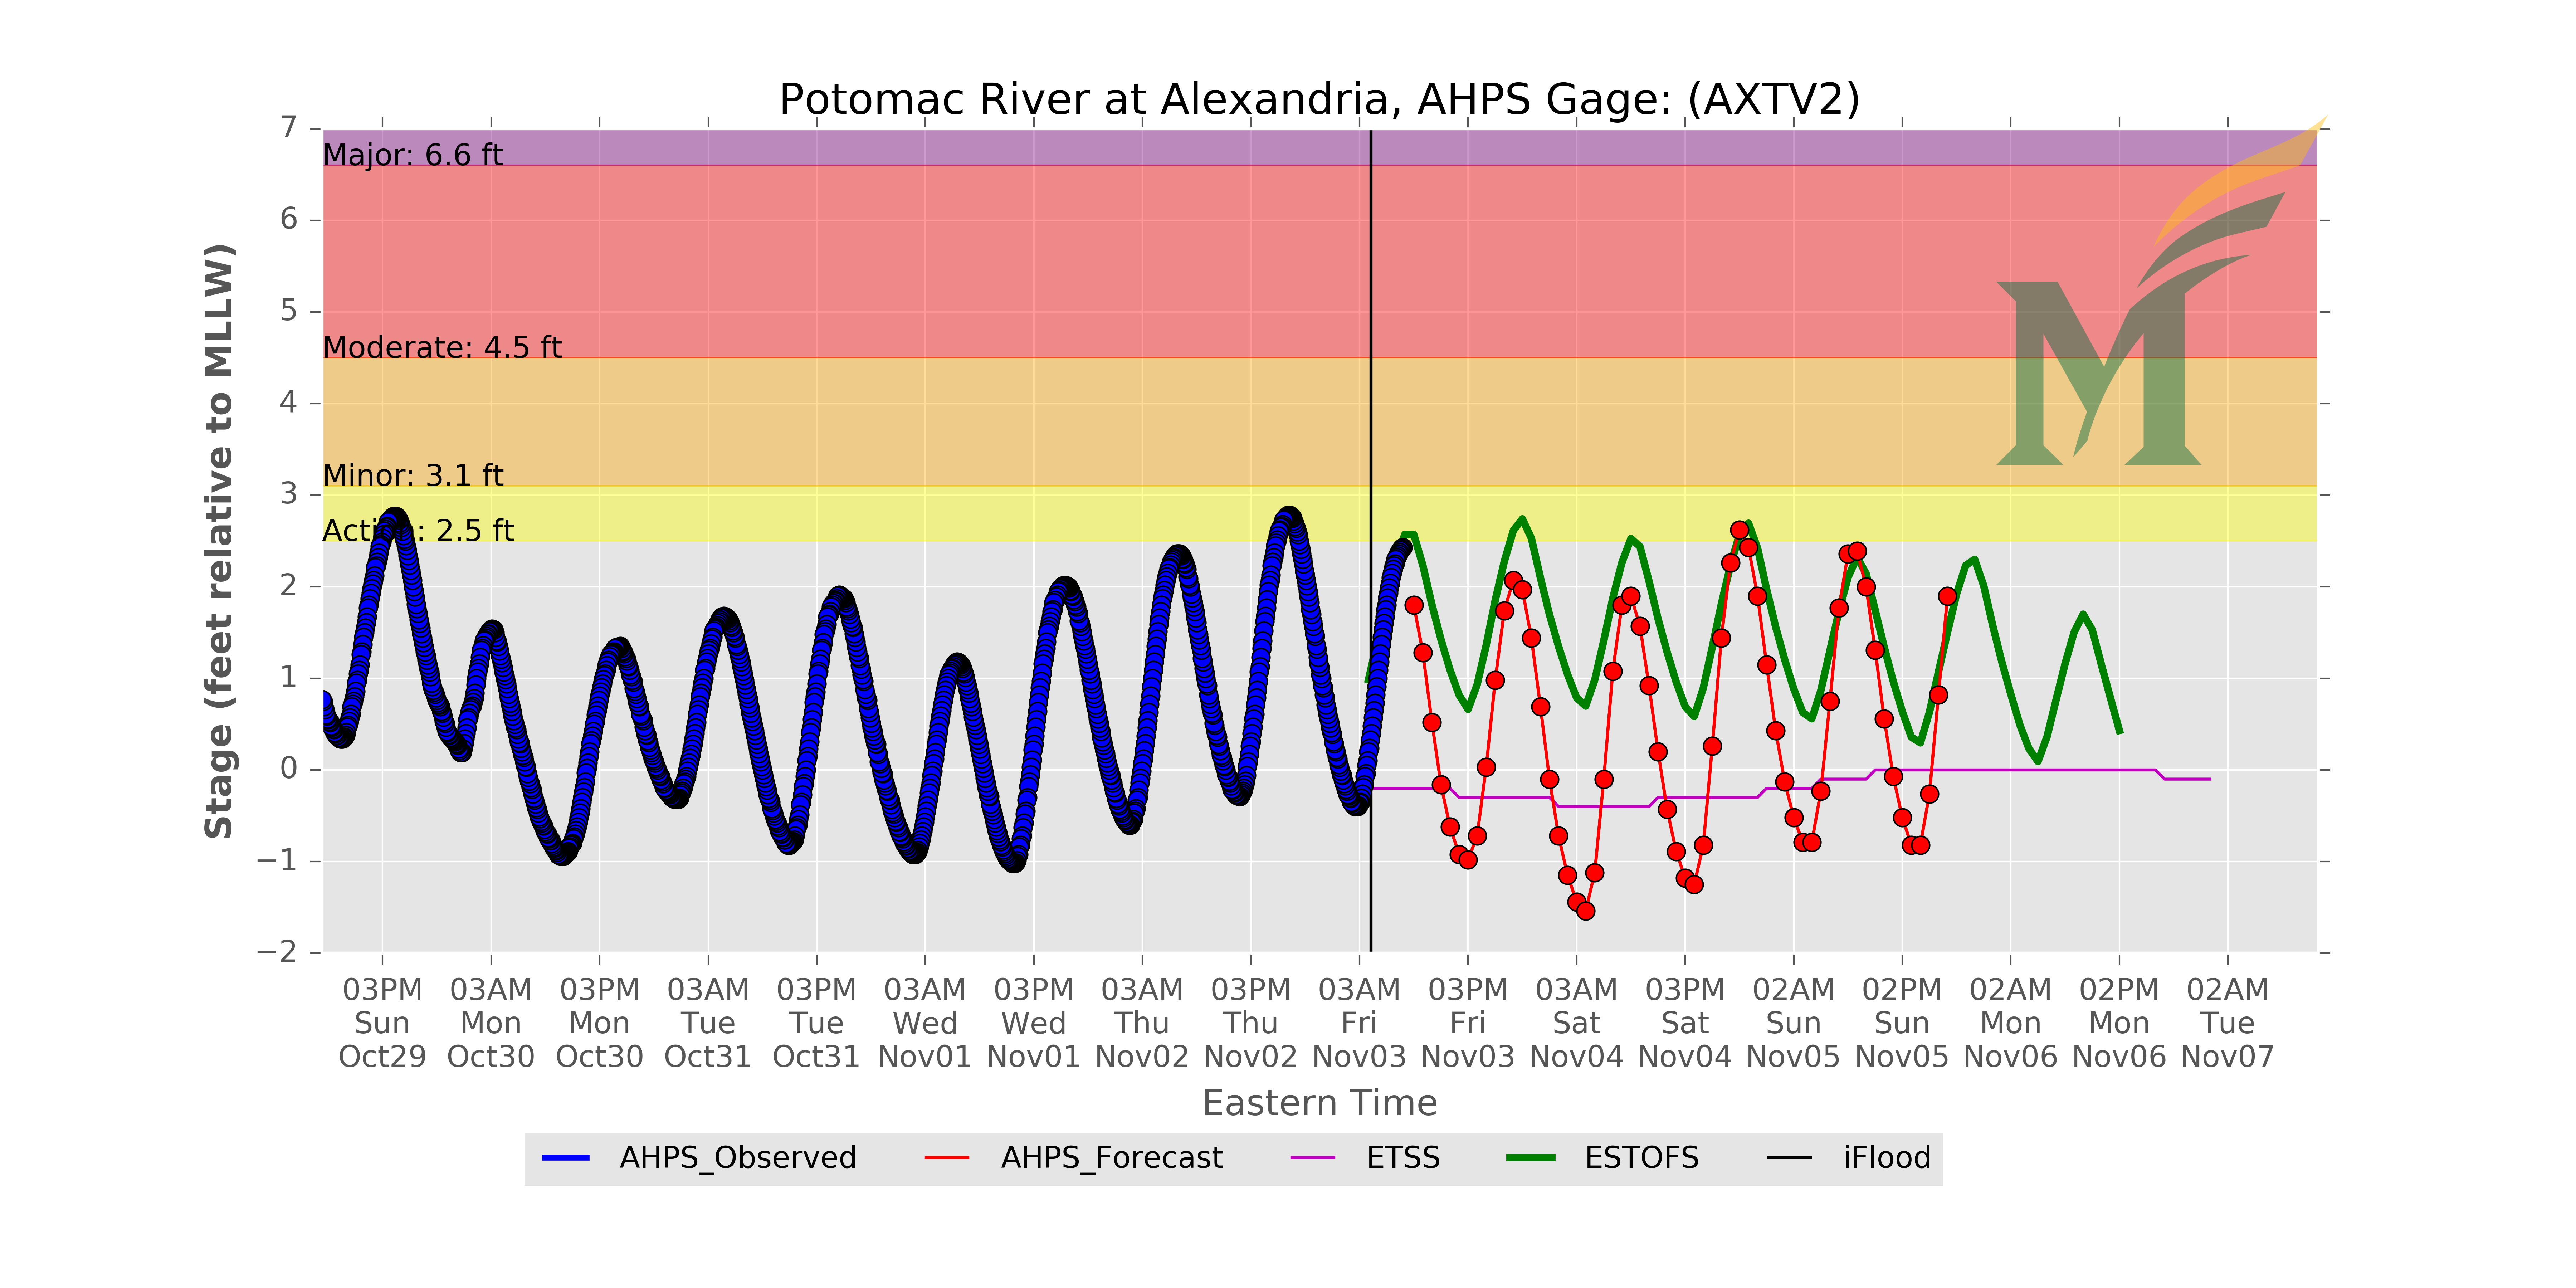 Potomac River at Alexandria, AHPS Gage: (AXTV2)
7
6
5
4
3
2
1
0
−1
−2
Stage (feet relative to MLLW)
Major: 6.6 ft
Moderate: 4.5 ft
Minor: 3.1 ft
Action: 2.5 ft
03PM 03AM 03PM 03AM 03PM 03AM 03PM 03AM 03PM 03AM 03PM 03AM 03PM 02AM 02PM 02AM 02PM 02AM
Sun Mon Mon Tue Tue Wed Wed Thu Thu Fri Fri Sat Sat Sun Sun Mon Mon Tue
Oct29 Oct30 Oct30 Oct31 Oct31 Nov01 Nov01 Nov02 Nov02 Nov03 Nov03 Nov04 Nov04 Nov05 Nov05 Nov06 Nov06 Nov07
Eastern Time
AHPS_Observed AHPS_Forecast ETSS ESTOFS iFlood
M